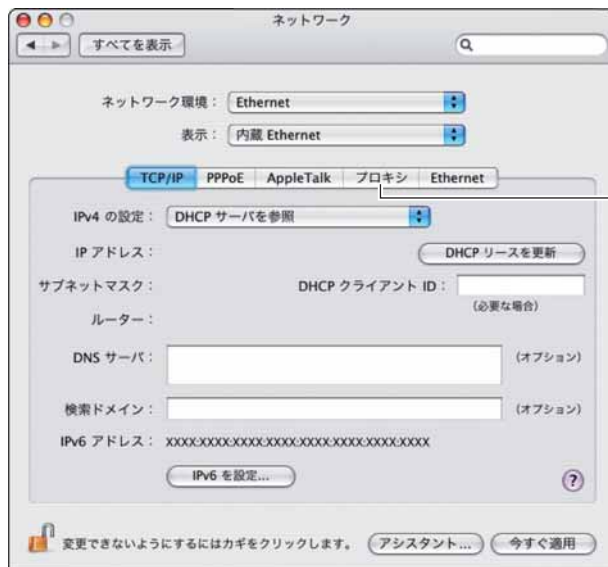 ネットワーク
すべてを表示
ネットワーク環境： Ethernet
表示： 内蔵 Ethernet
TCP/IP PPPoE AppleTalk プロキシ Ethernet
IPv4 の設定： DHCP サーバを参照
IP アドレス： DHCP リースを更新
サブネットマスク： DHCP クライアント ID：
(必要な場合)
ルーター：
DNS サーバ： (オプション)
検索ドメイン： (オプション)
IPv6 アドレス： xxxx:xxxx:xxxx:xxxx:xxxx:xxxx:xxxx:xxxx
IPv6 を設定...
?
変更できないようにするにはカギをクリックします。 アシスタント... 今すぐ適用